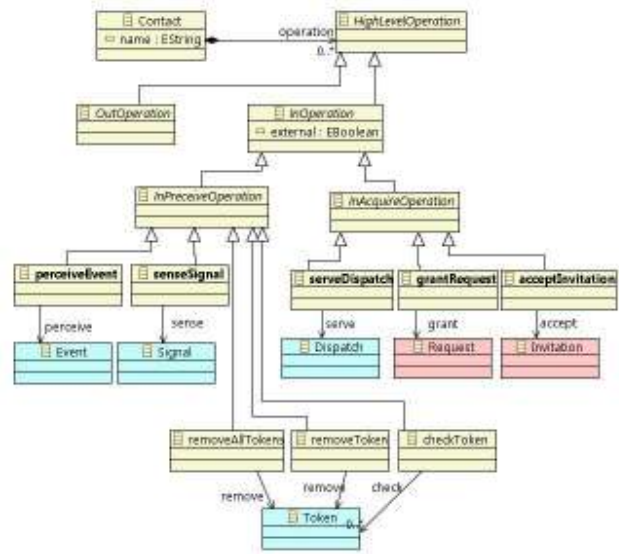 Contact
HighLevelOperation
operation
name : EString
0..*
OutOperation
InOperation
external : EBoolean
InPreceiveOperation
InAcquireOperation
perceiveEvent
senseSignal
serveDispatch
grantRequest
acceptInvitation
perceive
sense
serve
grant
accept
Event
Signal
Dispatch
Request
Invitation
removeAllTokens
removeToken
checkToken
remove
remove
check
Token
0..*